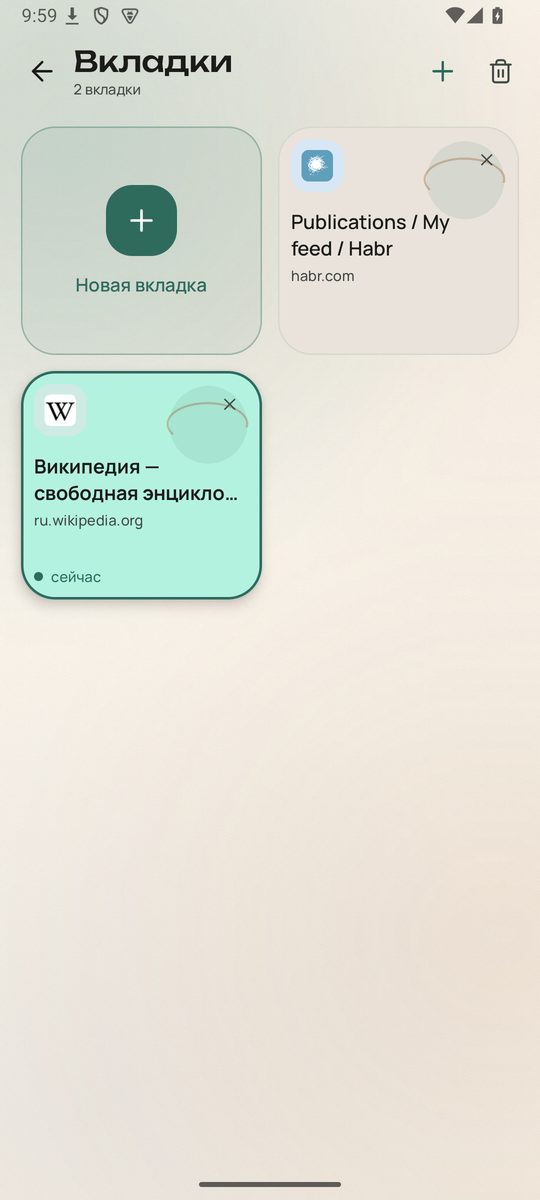 9:59
Вкладки
2 вкладки
Новая вкладка
Publications / My
feed / Habr
habr.com
W
Википедия —
свободная энцикло…
ru.wikipedia.org
сейчас